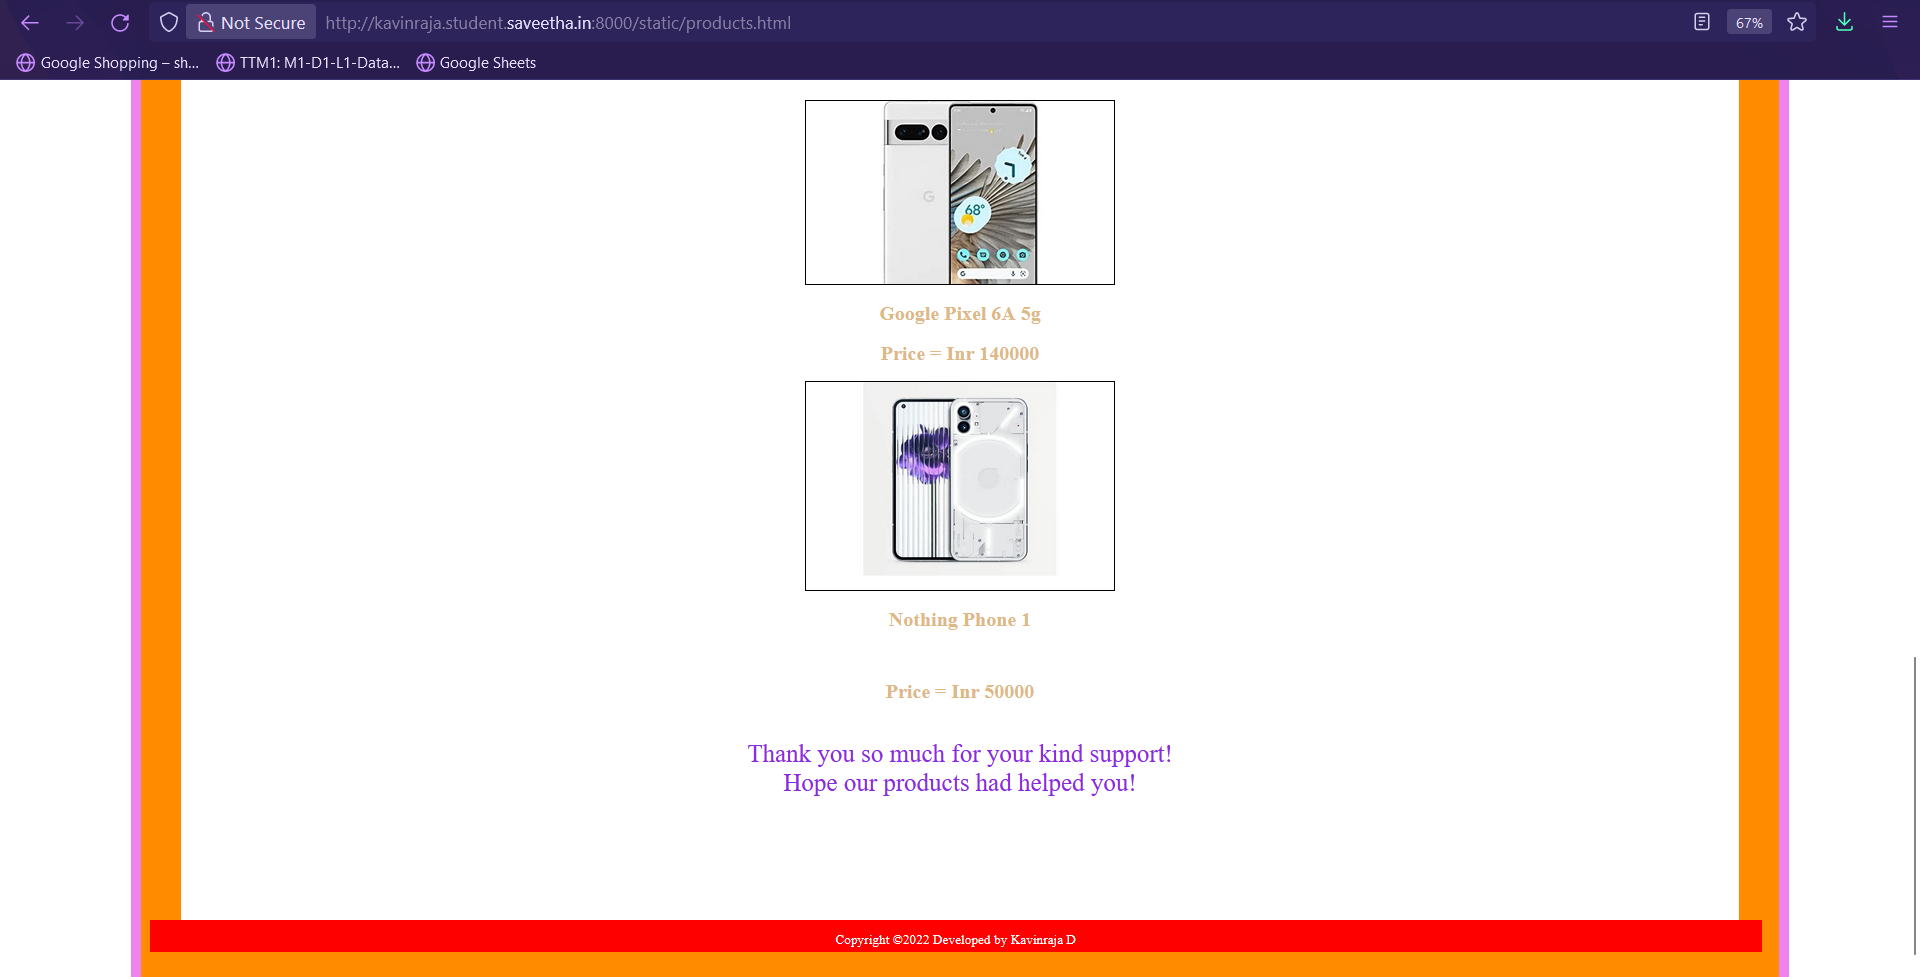 Not Secure
http://kavinraja.student.saveetha.in:8000/static/products.html
67%
Google Shopping – sh...
TTM1: M1-D1-L1-Data...
Google Sheets
68°
G
Google Pixel 6A 5g
Price = Inr 140000
Nothing Phone 1
Price = Inr 50000
Thank you so much for your kind support!
Hope our products had helped you!
Copyright ©2022 Developed by Kavinraja D